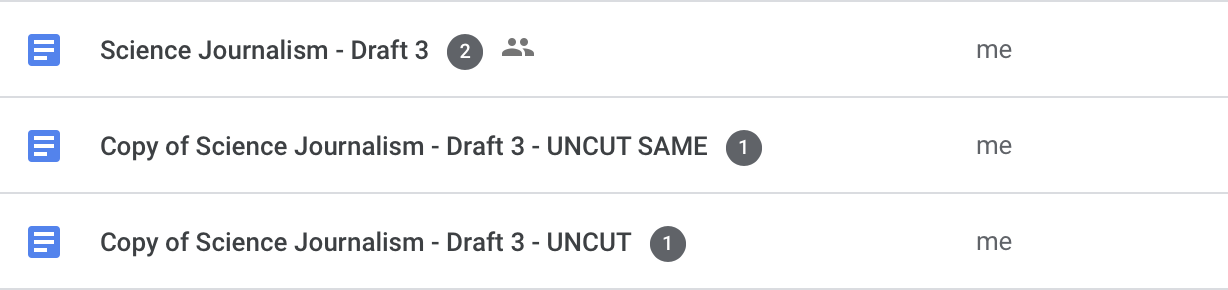 Science Journalism - Draft 3 2 me
Copy of Science Journalism - Draft 3 - UNCUT SAME 1 me
Copy of Science Journalism - Draft 3 - UNCUT 1 me